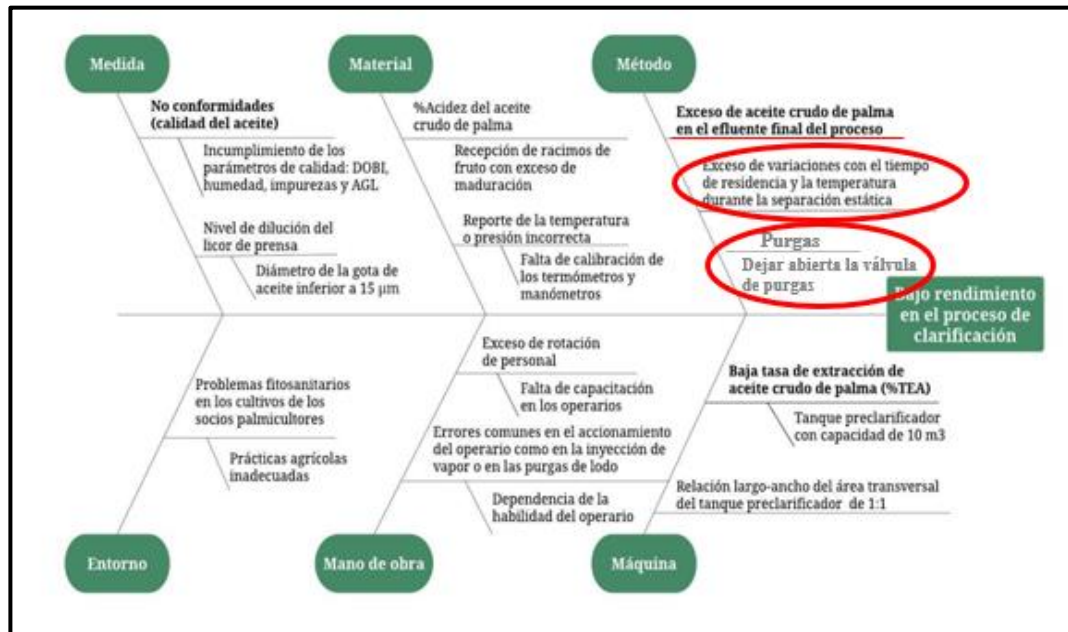 Medida
No conformidades
(calidad del aceite)
Incumplimiento de los
parámetros de calidad: DOBI,
humedad, impurezas y AGL
Nivel de dilución del
licor de prensa
Diámetro de la gota de
aceite inferior a 15 µm
Material
%Acidez del aceite
crudo de palma
Recepción de racimos de
fruto con exceso de
maduración
Reporte de la temperatura
o presión incorrecta
Falta de calibración de
los termómetros y
manómetros
Método
Exceso de aceite crudo de palma
en el efluente final del proceso
Exceso de variaciones con el tiempo
de residencia y la temperatura
durante la separación estática
Purgas
Dejar abierta la válvula
de purgas
Bajo rendimiento
en el proceso de
clarificación
Problemas fitosanitarios
en los cultivos de los
socios palmicultores
Prácticas agrícolas
inadecuadas
Entorno
Exceso de rotación
de personal
Falta de capacitación
en los operarios
Errores comunes en el accionamiento
del operario como en la inyección de
vapor o en las purgas de lodo
Dependencia de la
habilidad del operario
Mano de obra
Baja tasa de extracción de
aceite crudo de palma (%TEA)
Tanque preclarificador
con capacidad de 10 m3
Relación largo-ancho del área transversal
del tanque preclarificador de 1:1
Máquina